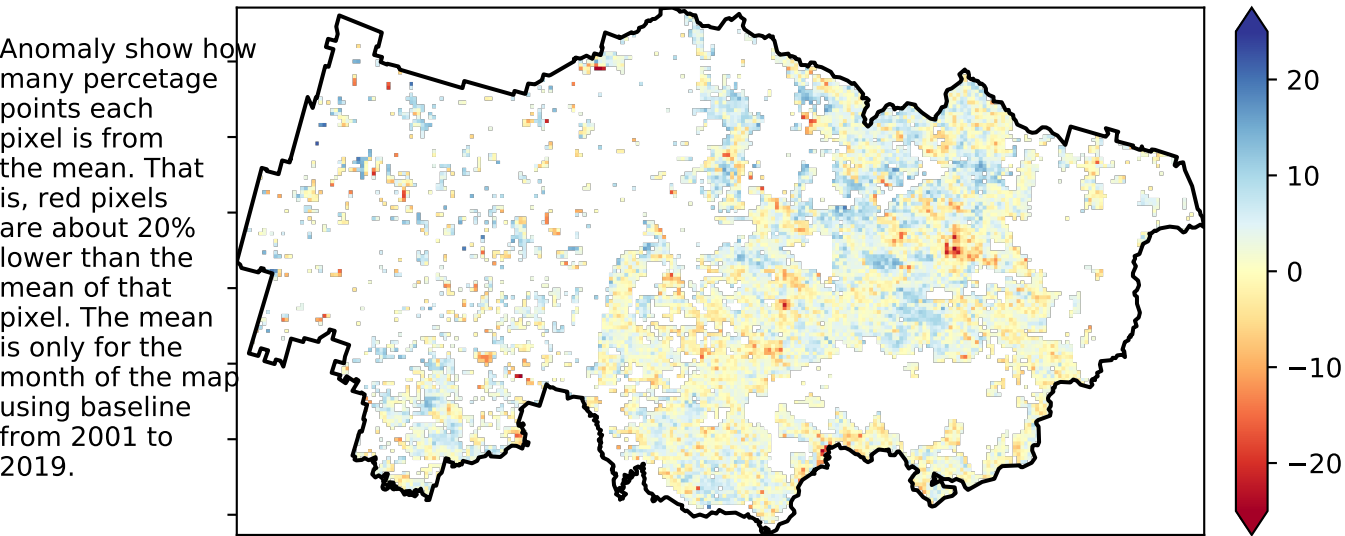 Anomaly show how
many percetage
points each
pixel is from
the mean. That
is, red pixels
are about 20%
lower than the
mean of that
pixel. The mean
is only for the
month of the map
using baseline
from 2001 to
2019.
20
10
0
−10
−20